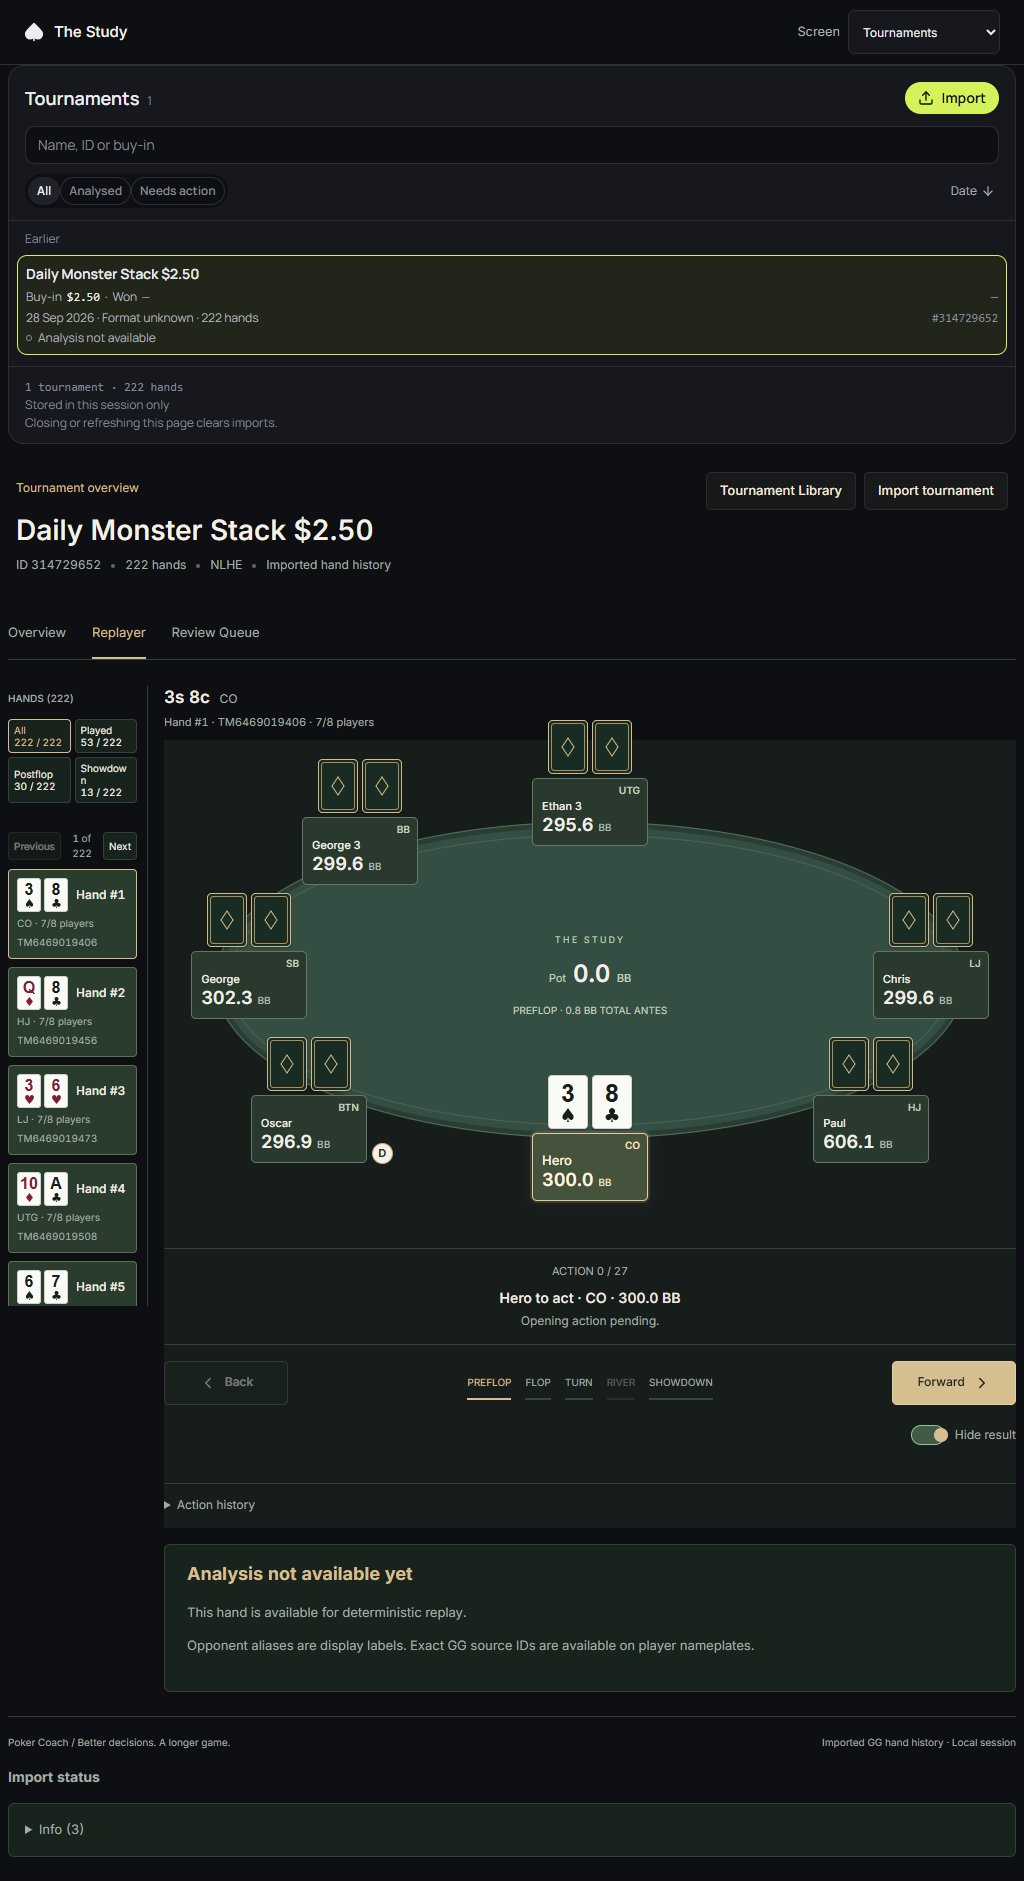 The Study
Screen
Tournaments
Tournaments 1
Import
Name, ID or buy-in
All
Analysed
Needs action
Date ↓
Earlier
Daily Monster Stack $2.50
Buy-in $2.50 · Won —
—
28 Sep 2026 · Format unknown · 222 hands
#314729652
Analysis not available
1 tournament · 222 hands
Stored in this session only
Closing or refreshing this page clears imports.
Tournament overview
Tournament Library
Import tournament
Daily Monster Stack $2.50
ID 314729652 • 222 hands • NLHE • Imported hand history
Overview
Replayer
Review Queue
HANDS (222)
All
222 / 222
Played
53 / 222
Postflop
30 / 222
Showdow
n
13 / 222
Previous
1 of
222
Next
3♠ 8♣ Hand #1
CO · 7/8 players
TM6469019406
Q♦ 8♣ Hand #2
HJ · 7/8 players
TM6469019456
3♥ 6♥ Hand #3
LJ · 7/8 players
TM6469019473
10♦ A♣ Hand #4
UTG · 7/8 players
TM6469019508
6♠ 7♣ Hand #5
3s 8c CO
Hand #1 · TM6469019406 · 7/8 players
UTG
Ethan 3
295.6 BB
BB
George 3
299.6 BB
SB
George
302.3 BB
LJ
Chris
299.6 BB
THE STUDY
Pot 0.0 BB
PREFLOP · 0.8 BB TOTAL ANTES
BTN
Oscar
296.9 BB
D
3♠ 8♣
CO
Hero
300.0 BB
HJ
Paul
606.1 BB
ACTION 0 / 27
Hero to act · CO · 300.0 BB
Opening action pending.
Back
PREFLOP
FLOP
TURN
RIVER
SHOWDOWN
Forward
Hide result
Action history
Analysis not available yet
This hand is available for deterministic replay.
Opponent aliases are display labels. Exact GG source IDs are available on player nameplates.
Poker Coach / Better decisions. A longer game.
Imported GG hand history · Local session
Import status
Info (3)